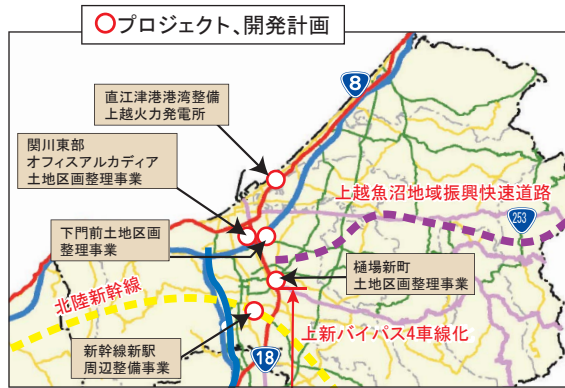 ○プロジェクト、開発計画
直江津港港湾整備
上越火力発電所
8
関川東部
オフィスアルカディア
土地区画整理事業
上越魚沼地域振興快速道路
253
下門前土地区画
整理事業
樋場新町
土地区画整理事業
北陸新幹線
上新バイパス4車線化
新幹線新駅
周辺整備事業
18